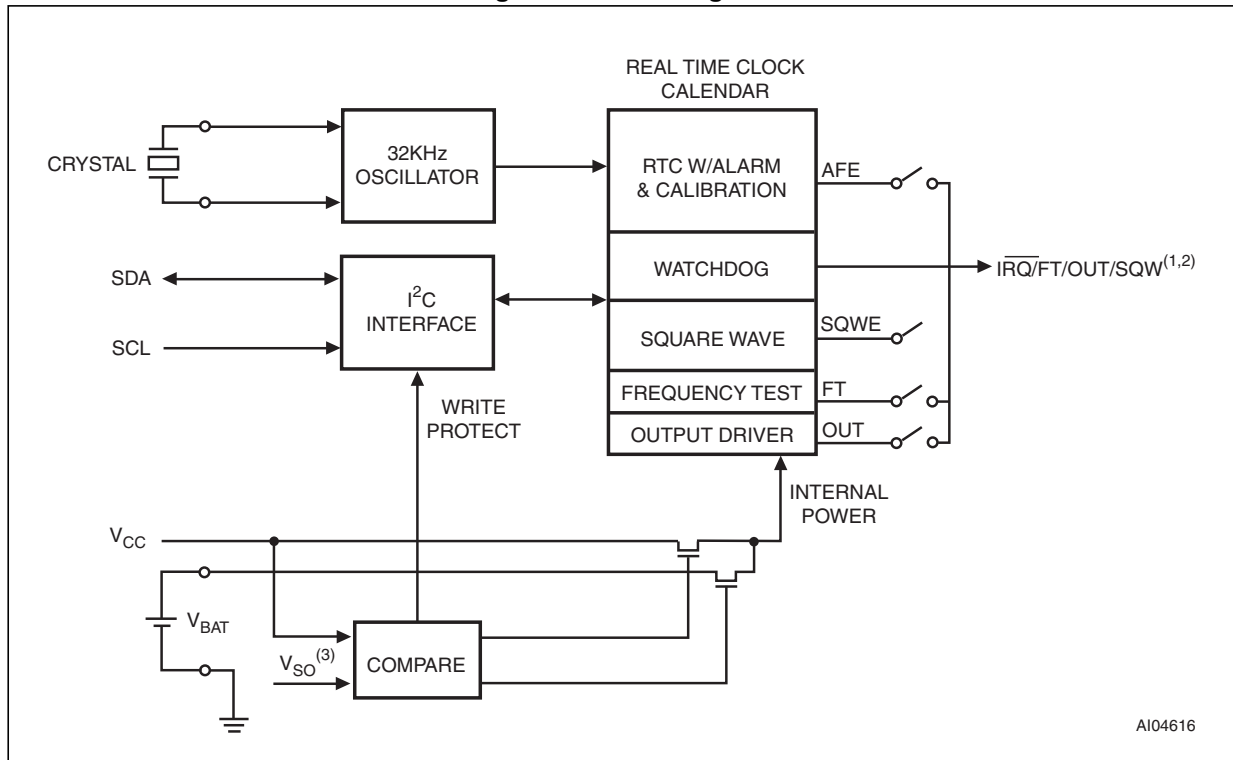 REAL TIME CLOCK
CALENDAR
CRYSTAL
32KHz
OSCILLATOR
RTC W/ALARM
& CALIBRATION
AFE
SDA
SCL
I²C
INTERFACE
WATCHDOG
IRQ/FT/OUT/SQW(1,2)
SQUARE WAVE
SQWE
FREQUENCY TEST
FT
OUTPUT DRIVER
OUT
WRITE
PROTECT
INTERNAL
POWER
VCC
VBAT
VSO(3)
COMPARE
AI04616